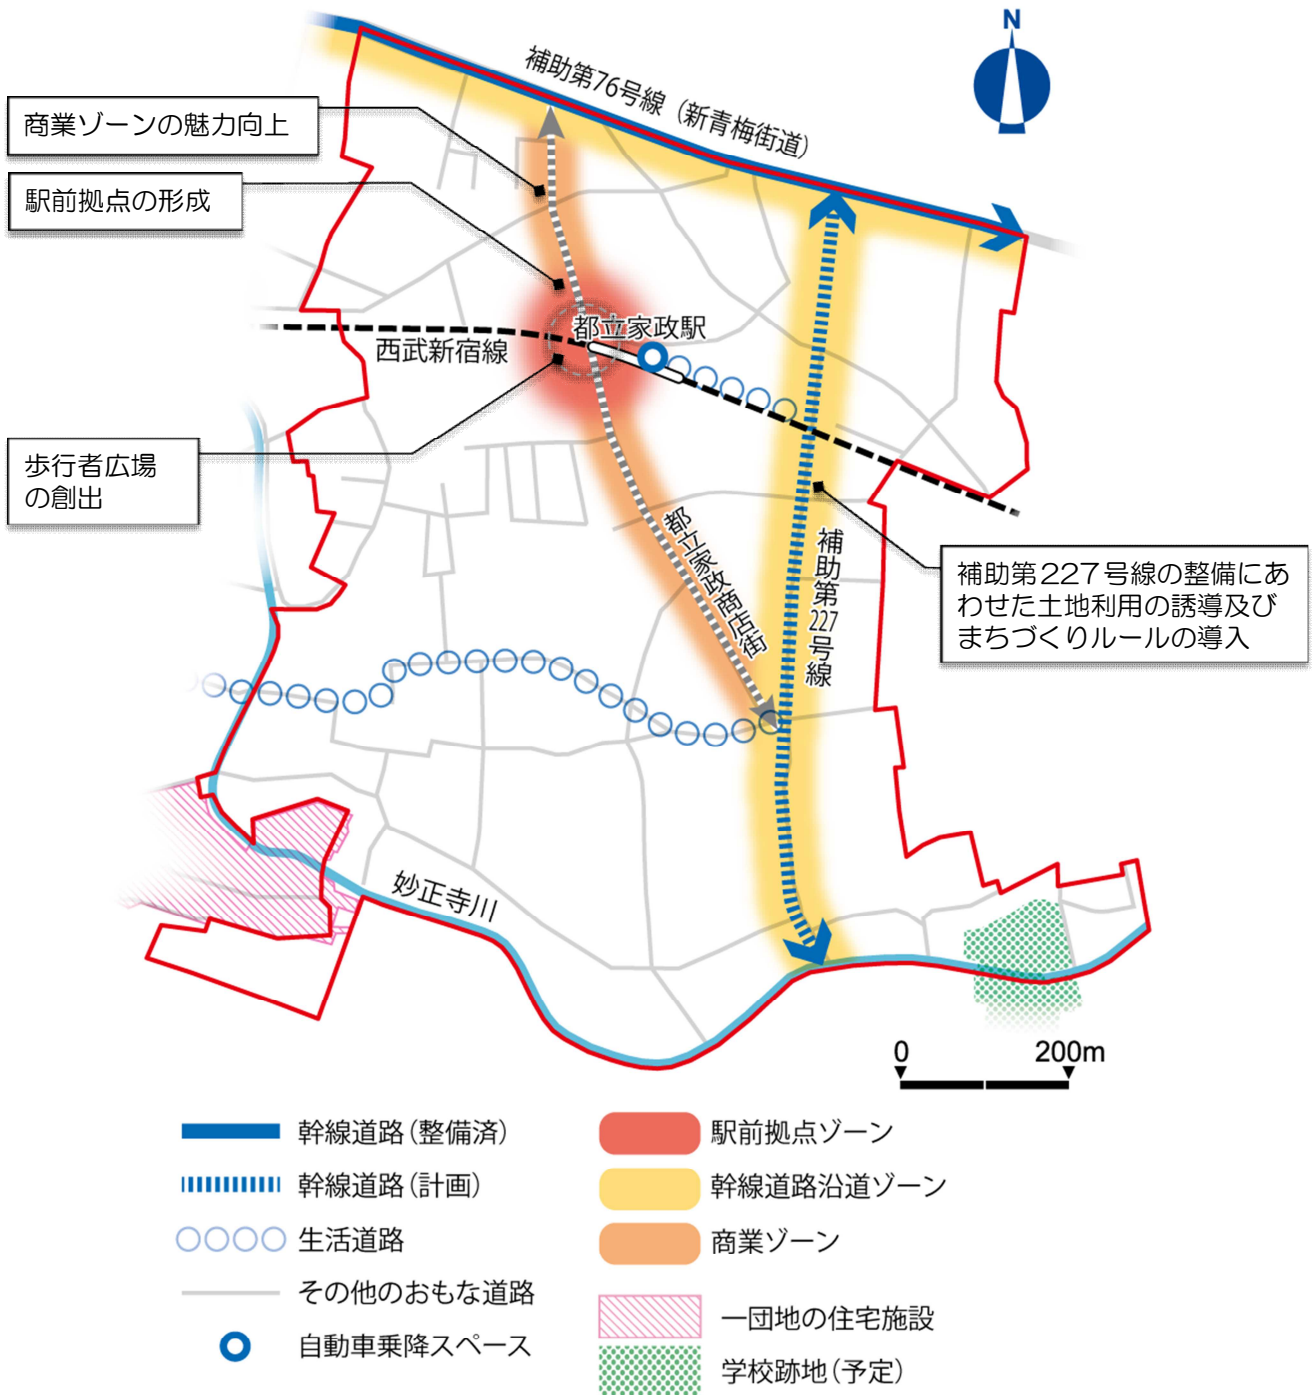 N
補助第76号線（新青梅街道）
商業ゾーンの魅力向上
駅前拠点の形成
都立家政駅
西武新宿線
歩行者広場
の創出
都立家政商店街
補助第227号線
補助第227号線の整備にあ
わせた土地利用の誘導及び
まちづくりルールの導入
妙正寺川
0 200m
幹線道路（整備済）
幹線道路（計画）
生活道路
その他のおもな道路
自動車乗降スペース
駅前拠点ゾーン
幹線道路沿道ゾーン
商業ゾーン
一団地の住宅施設
学校跡地（予定）